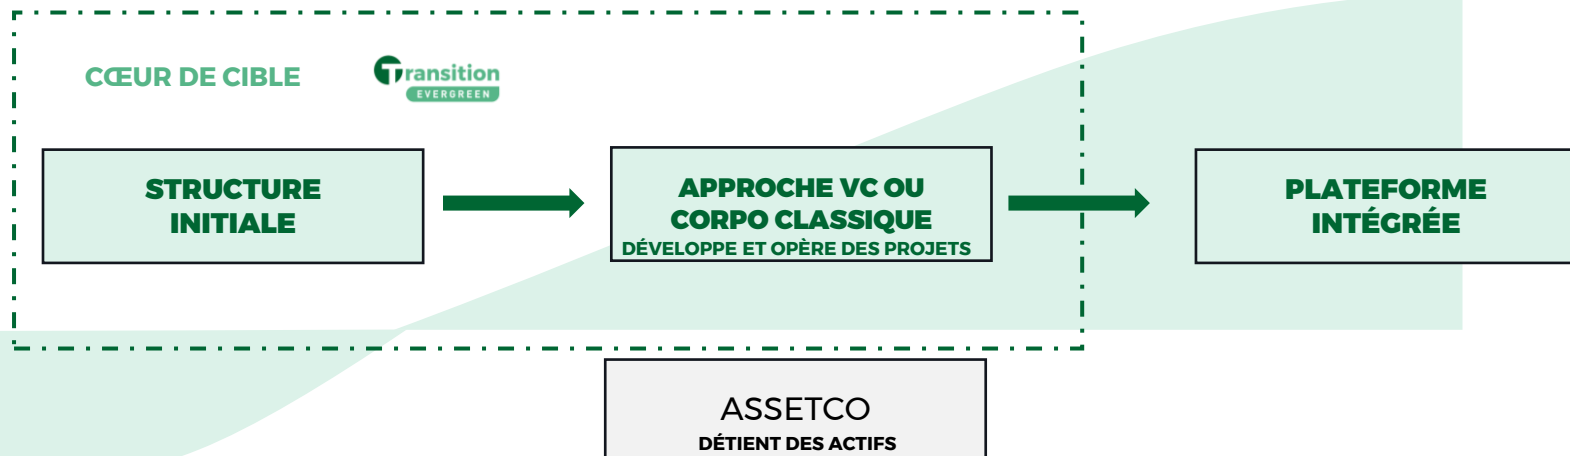 CŒUR DE CIBLE
Transition
EVERGREEN
STRUCTURE
INITIALE
APPROCHE VC OU
CORPO CLASSIQUE
DÉVELOPPE ET OPÈRE DES PROJETS
PLATEFORME
INTÉGRÉE
ASSETCO
DÉTIENT DES ACTIFS